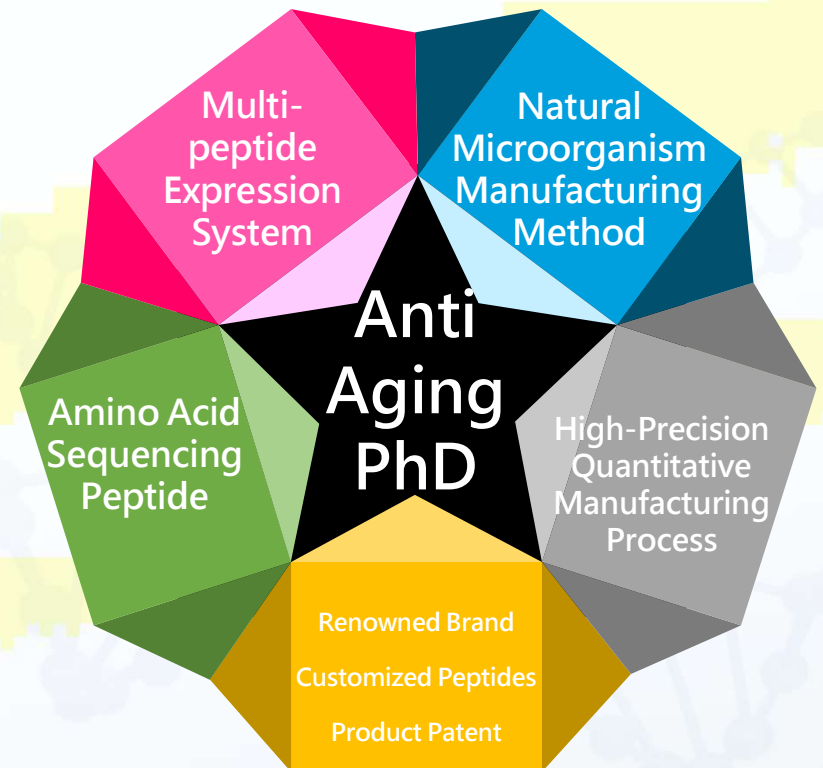 Multi-
peptide
Expression
System
Natural
Microorganism
Manufacturing
Method
Anti
Aging
PhD
Amino Acid
Sequencing
Peptide
High-Precision
Quantitative
Manufacturing
Process
Renowned Brand
Customized Peptides
Product Patent